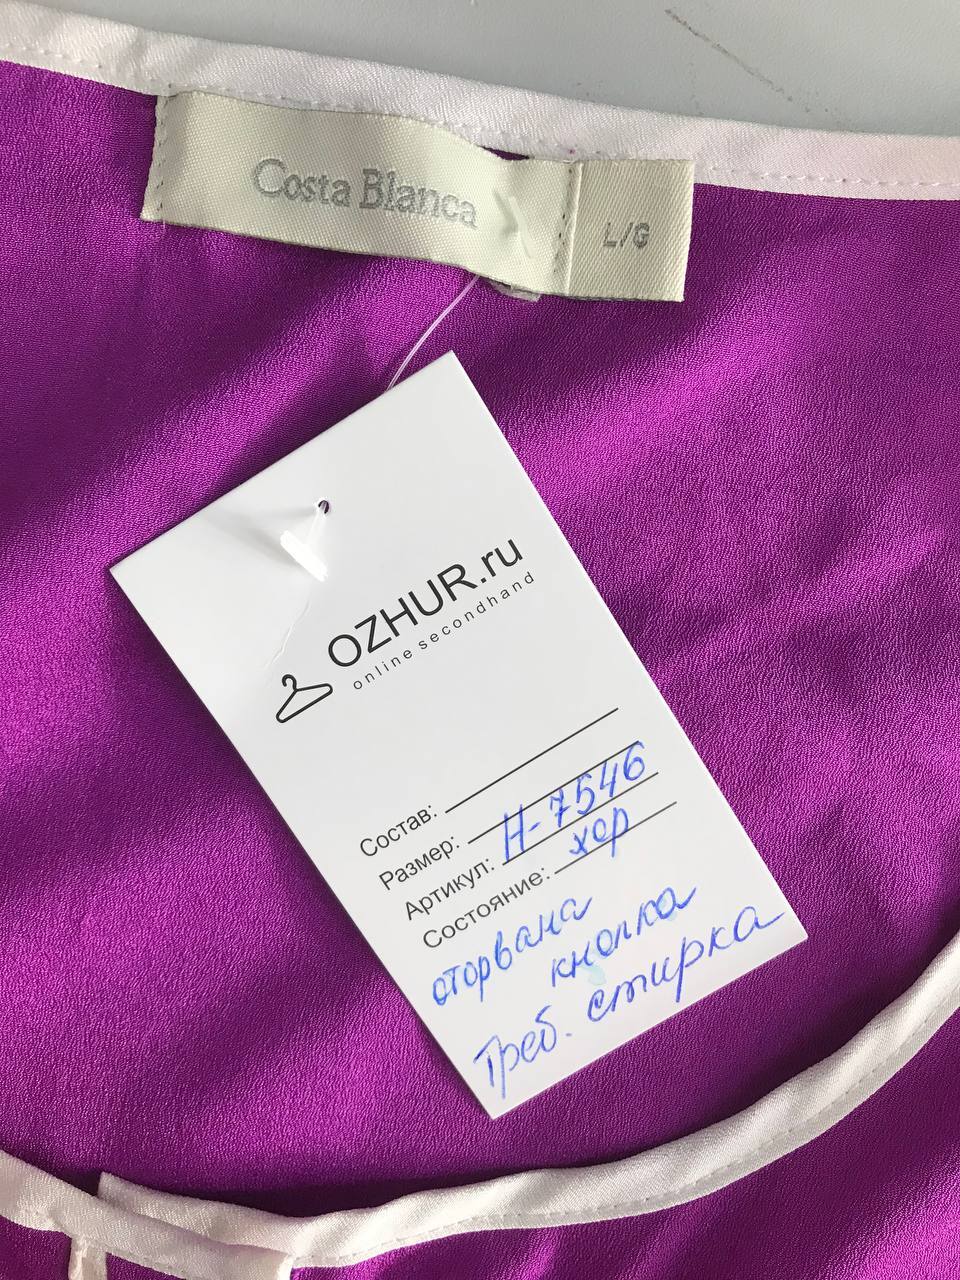 Costa Blanca
L/G
OZHUR.ru
online secondhand
Состав:
Размер:
Артикул: Н-7546
Состояние: хор
оторвана
кнопка
Треб. стирка